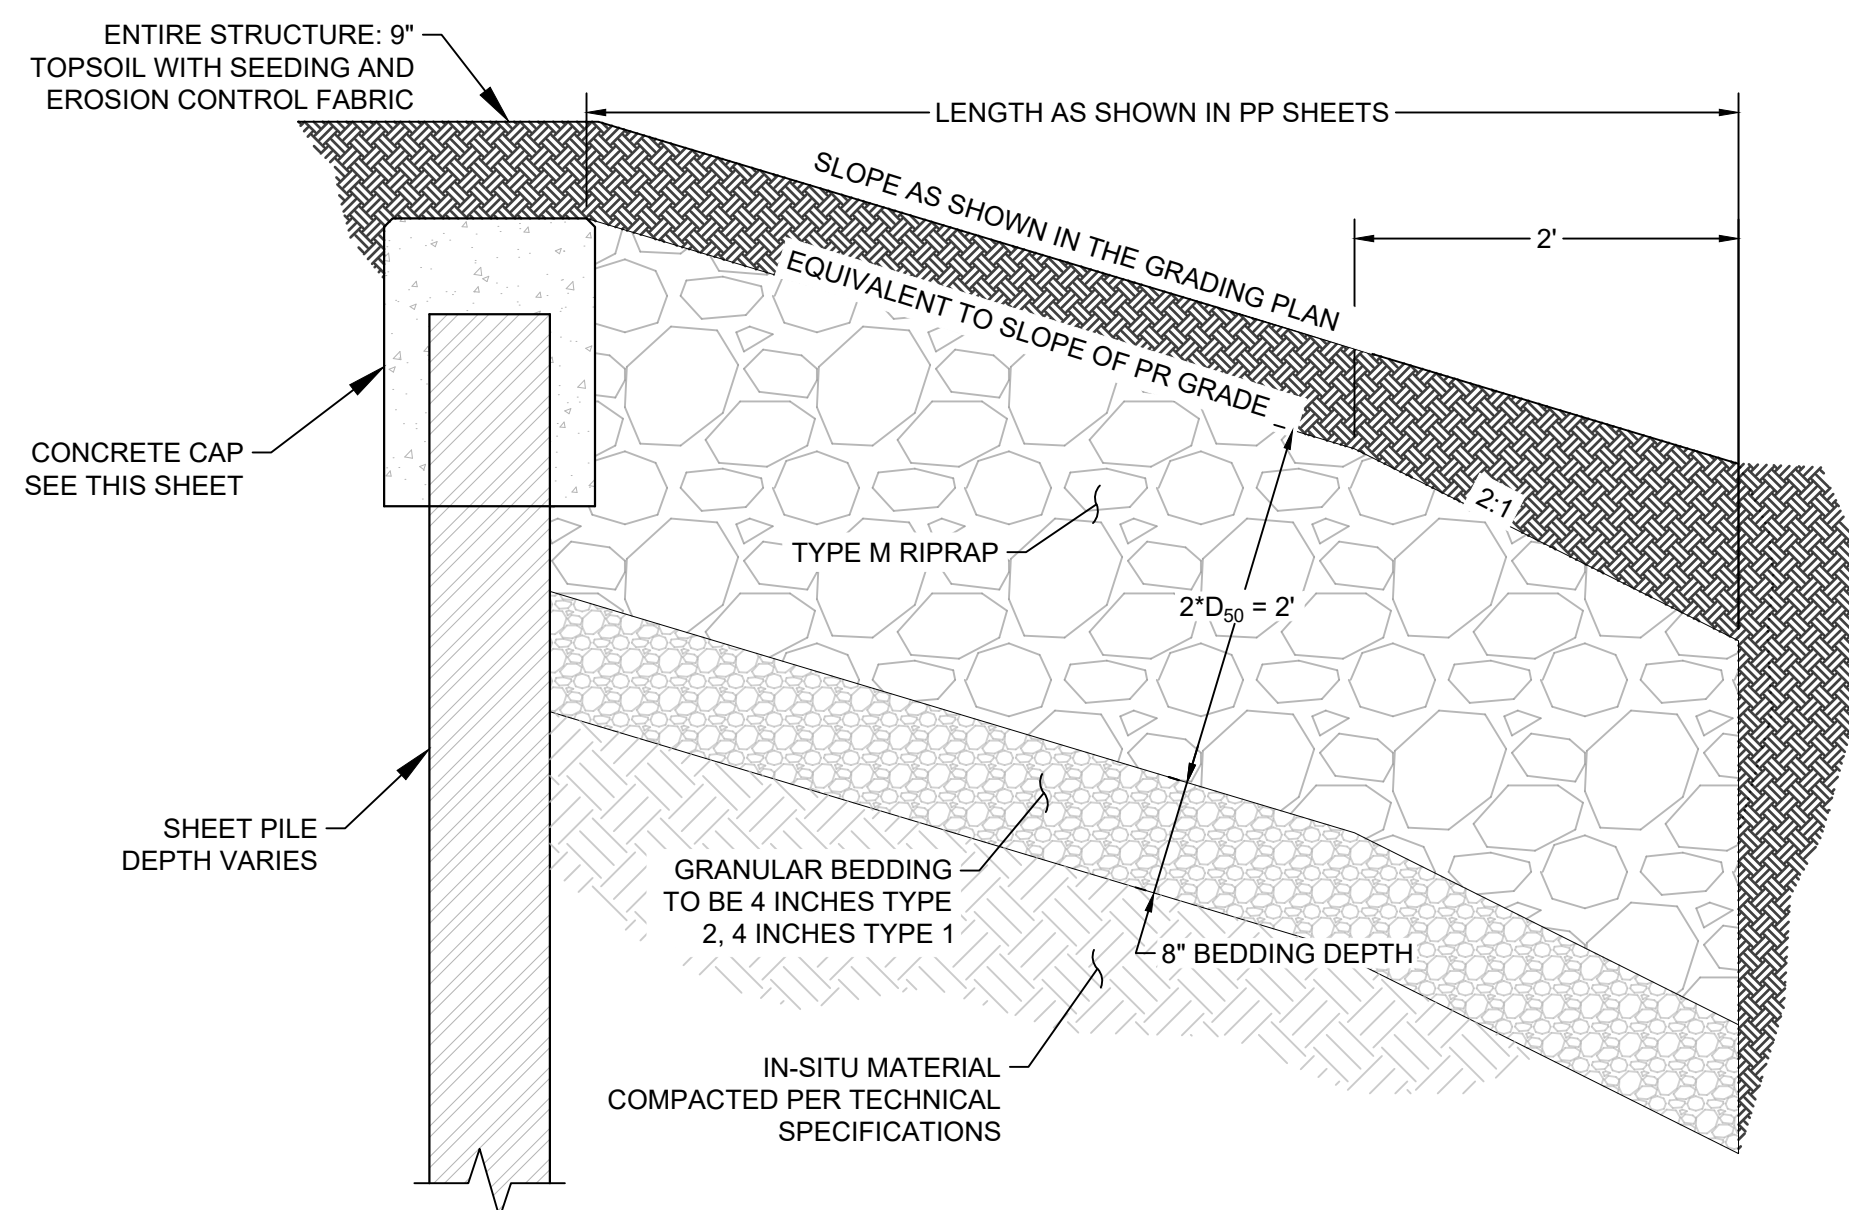 ENTIRE STRUCTURE: 9"
TOPSOIL WITH SEEDING AND
EROSION CONTROL FABRIC
LENGTH AS SHOWN IN PP SHEETS
SLOPE AS SHOWN IN THE GRADING PLAN
2'
EQUIVALENT TO SLOPE OF PR GRADE
CONCRETE CAP
SEE THIS SHEET
2:1
TYPE M RIPRAP
2*D50 = 2'
SHEET PILE
DEPTH VARIES
GRANULAR BEDDING
TO BE 4 INCHES TYPE
2, 4 INCHES TYPE 1
8" BEDDING DEPTH
IN-SITU MATERIAL
COMPACTED PER TECHNICAL
SPECIFICATIONS